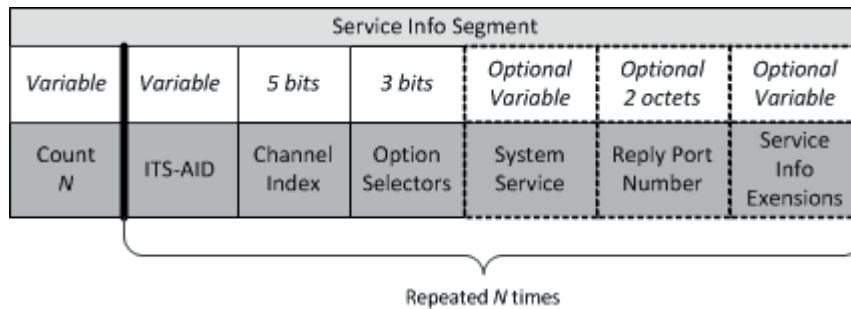 Service Info Segment
Variable
Variable
5 bits
3 bits
Optional
Variable
Optional
2 octets
Optional
Variable
Count
N
ITS-AID
Channel
Index
Option
Selectors
System
Service
Reply Port
Number
Service
Info
Exensions
Repeated N times